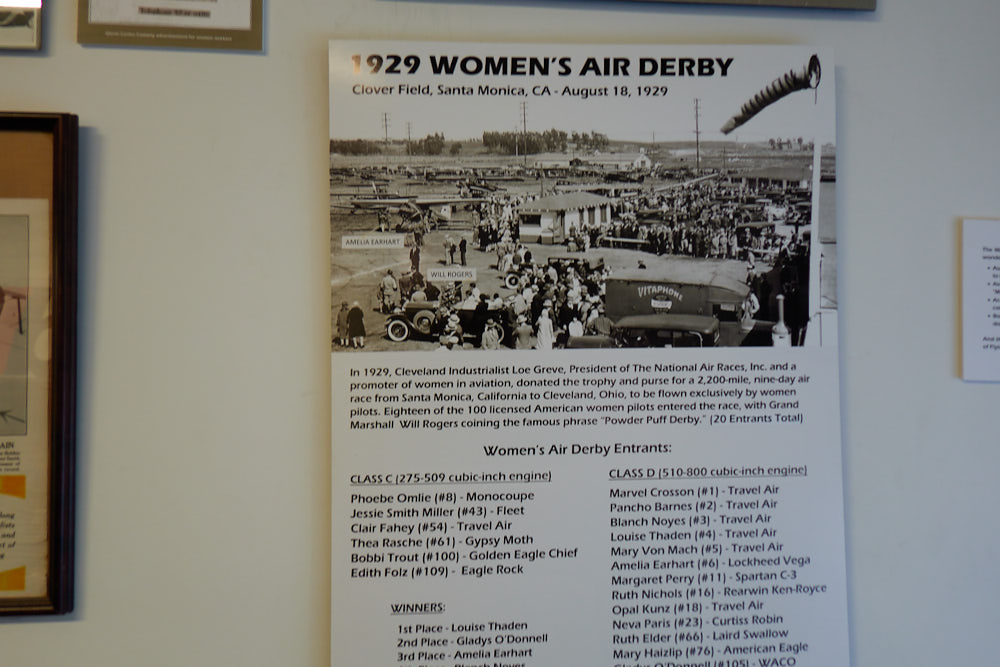 1929 WOMEN'S AIR DERBY
Clover Field, Santa Monica, CA - August 18, 1929
AMELIA EARHART
WILL ROGERS
VITAPHONE
In 1929, Cleveland Industrialist Loe Greve, President of The National Air Races, Inc. and a
promoter of women in aviation, donated the trophy and purse for a 2,200-mile, nine-day air
race from Santa Monica, California to Cleveland, Ohio, to be flown exclusively by women
pilots. Eighteen of the 100 licensed American women pilots entered the race, with Grand
Marshall Will Rogers coining the famous phrase "Powder Puff Derby." (20 Entrants Total)
Women's Air Derby Entrants:
CLASS C (275-509 cubic-inch engine)
Phoebe Omlie (#8) - Monocoupe
Jessie Smith Miller (#43) - Fleet
Clair Fahey (#54) - Travel Air
Thea Rasche (#61) - Gypsy Moth
Bobbi Trout (#100) - Golden Eagle Chief
Edith Folz (#109) - Eagle Rock
WINNERS:
1st Place - Louise Thaden
2nd Place - Gladys O'Donnell
3rd Place - Amelia Earhart
Blanch Noyes
CLASS D (510-800 cubic-inch engine)
Marvel Crosson (#1) - Travel Air
Pancho Barnes (#2) - Travel Air
Blanch Noyes (#3) - Travel Air
Louise Thaden (#4) - Travel Air
Mary Von Mach (#5) - Travel Air
Amelia Earhart (#6) - Lockheed Vega
Margaret Perry (#11) - Spartan C-3
Ruth Nichols (#16) - Rearwin Ken-Royce
Opal Kunz (#18) - Travel Air
Neva Paris (#23) - Curtiss Robin
Ruth Elder (#66) - Laird Swallow
Mary Haizlip (#76) - American Eagle
Gladys O'Donnell (#105) - WACO